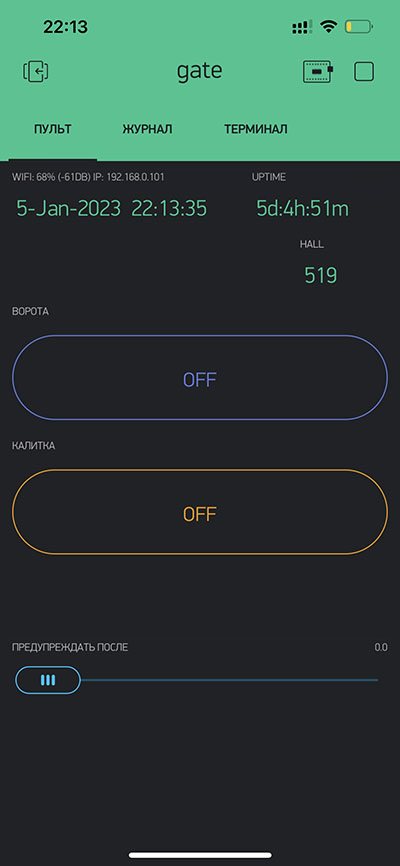 22:13
gate
ПУЛЬТ ЖУРНАЛ ТЕРМИНАЛ
WIFI: 68% (-61DB) IP: 192.168.0.101 UPTIME
5-Jan-2023 22:13:35 5d:4h:51m
HALL
519
ВОРОТА
OFF
КАЛИТКА
OFF
ПРЕДУПРЕЖДАТЬ ПОСЛЕ 0.0